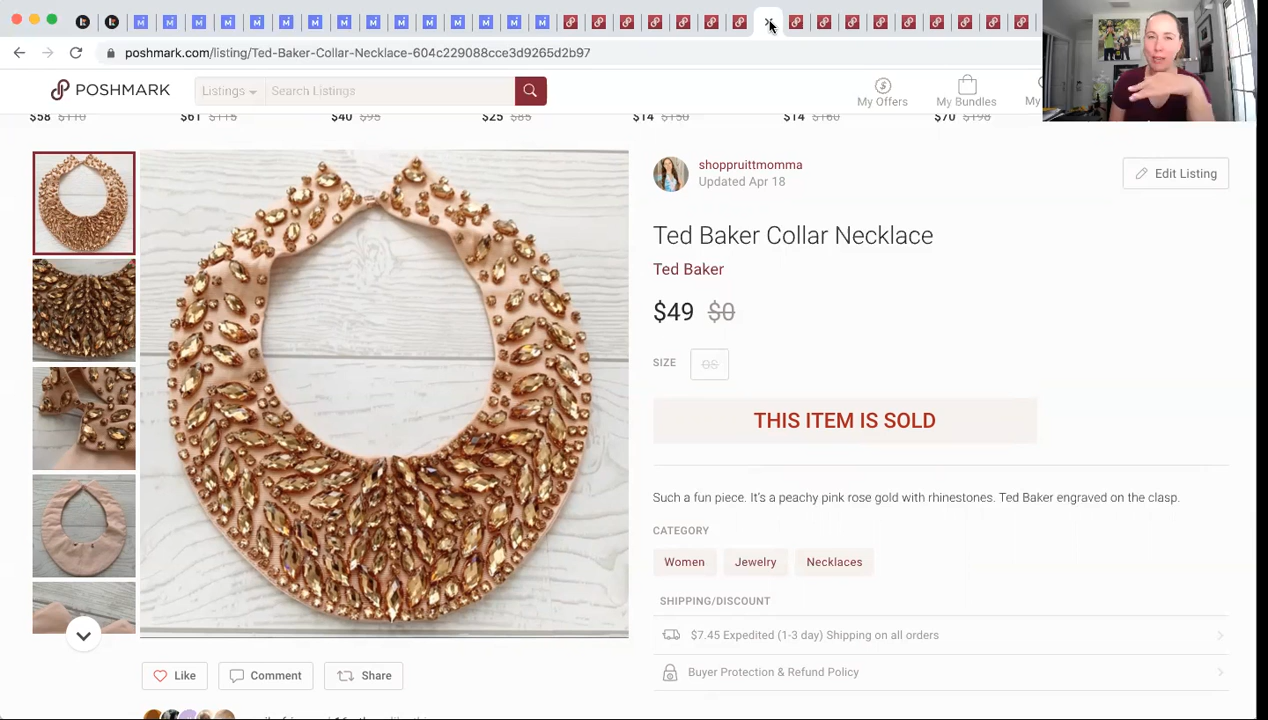 poshmark.com/listing/Ted-Baker-Collar-Necklace-604c229088cce3d9265d2b97
POSHMARK
Listings
Search Listings
My Offers
My Bundles
My
$58 $110
$61 $115
$40 $95
$25 $85
$14 $150
$14 $160
$70 $198
shoppruittmomma
Updated Apr 18
Edit Listing
Ted Baker Collar Necklace
Ted Baker
$49 $0
SIZE
OS
THIS ITEM IS SOLD
Such a fun piece. It's a peachy pink rose gold with rhinestones. Ted Baker engraved on the clasp.
CATEGORY
Women
Jewelry
Necklaces
SHIPPING/DISCOUNT
$7.45 Expedited (1-3 day) Shipping on all orders
Buyer Protection & Refund Policy
Like
Comment
Share